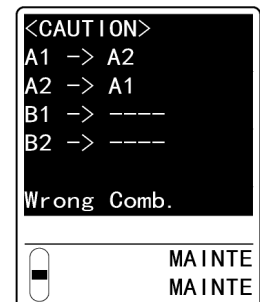 <CAUTION>
A1 -> A2
A2 -> A1
B1 -> ----
B2 -> ----
Wrong Comb.
MAINTE
MAINTE